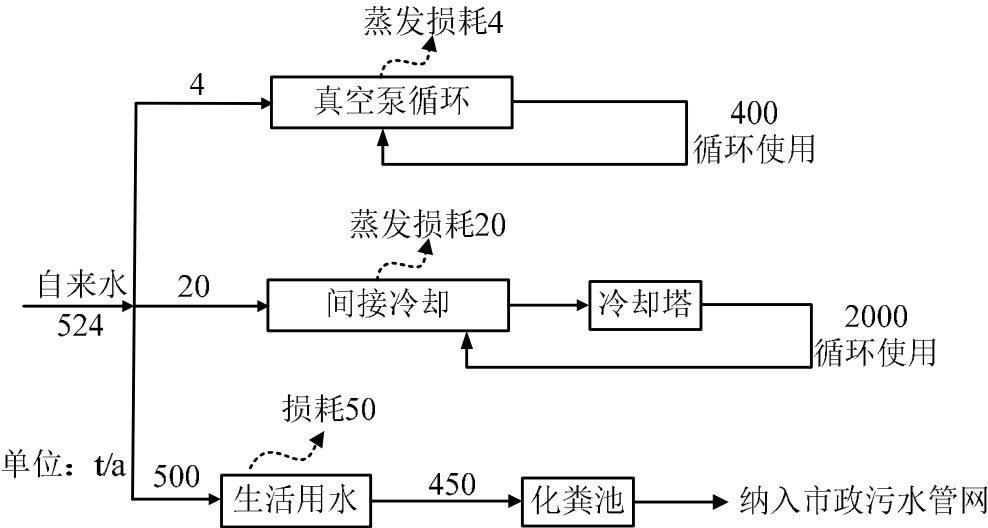 蒸发损耗4
4
真空泵循环
400
循环使用
蒸发损耗20
自来水
524
20
间接冷却
冷却塔
2000
循环使用
损耗50
单位：t/a
500
生活用水
450
化粪池
纳入市政污水管网